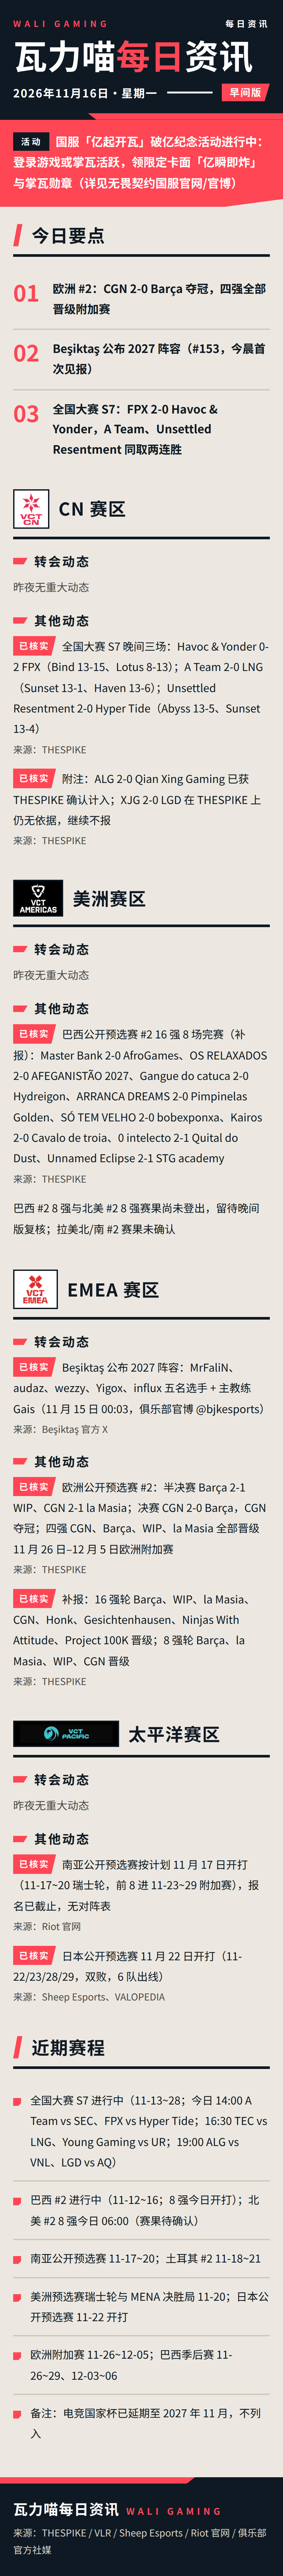 WALI GAMING
每日资讯
瓦力喵每日资讯
2026年11月16日·星期一
早间版
活动 国服「亿起开瓦」破亿纪念活动进行中：
登录游戏或掌瓦活跃，领限定卡面「亿瞬即炸」
与掌瓦勋章（详见无畏契约国服官网/官博）
今日要点
01 欧洲 #2：CGN 2-0 Barça 夺冠，四强全部
晋级附加赛
02 Beşiktaş 公布 2027 阵容（#153，今晨首
次见报）
03 全国大赛 S7：FPX 2-0 Havoc &
Yonder，A Team、Unsettled
Resentment 同取两连胜
VCT
CN
CN 赛区
转会动态
昨夜无重大动态
其他动态
已核实 全国大赛 S7 晚间三场：Havoc & Yonder 0-
2 FPX（Bind 13-15、Lotus 8-13）；A Team 2-0 LNG
（Sunset 13-1、Haven 13-6）；Unsettled
Resentment 2-0 Hyper Tide（Abyss 13-5、Sunset
13-4）
来源：THESPIKE
已核实 附注：ALG 2-0 Qian Xing Gaming 已获
THESPIKE 确认计入；XJG 2-0 LGD 在 THESPIKE 上
仍无依据，继续不报
来源：THESPIKE
VCT
AMERICAS
美洲赛区
转会动态
昨夜无重大动态
其他动态
已核实 巴西公开预选赛 #2 16 强 8 场完赛（补
报）：Master Bank 2-0 AfroGames、OS RELAXADOS
2-0 AFEGANISTÃO 2027、Gangue do catuca 2-0
Hydreigon、ARRANCA DREAMS 2-0 Pimpinelas
Golden、SÓ TEM VELHO 2-0 bobexponxa、Kairos
2-0 Cavalo de troia、0 intelecto 2-1 Quital do
Dust、Unnamed Eclipse 2-1 STG academy
来源：THESPIKE
巴西 #2 8 强与北美 #2 8 强赛果尚未登出，留待晚间
版复核；拉美北/南 #2 赛果未确认
VCT
EMEA
EMEA 赛区
转会动态
已核实 Beşiktaş 公布 2027 阵容：MrFaliN、
audaz、wezzy、Yigox、influx 五名选手 + 主教练
Gais（11 月 15 日 00:03，俱乐部官博 @bjkesports）
来源：Beşiktaş 官方 X
其他动态
已核实 欧洲公开预选赛 #2：半决赛 Barça 2-1
WIP、CGN 2-1 la Masia；决赛 CGN 2-0 Barça，CGN
夺冠；四强 CGN、Barça、WIP、la Masia 全部晋级
11 月 26 日–12 月 5 日欧洲附加赛
来源：THESPIKE
已核实 补报：16 强轮 Barça、WIP、la Masia、
CGN、Honk、Gesichtenhausen、Ninjas With
Attitude、Project 100K 晋级；8 强轮 Barça、la
Masia、WIP、CGN 晋级
来源：THESPIKE
VCT
PACIFIC
太平洋赛区
转会动态
昨夜无重大动态
其他动态
已核实 南亚公开预选赛按计划 11 月 17 日开打
（11-17~20 瑞士轮，前 8 进 11-23~29 附加赛），报
名已截止，无对阵表
来源：Riot 官网
已核实 日本公开预选赛 11 月 22 日开打（11-
22/23/28/29，双败，6 队出线）
来源：Sheep Esports、VALOPEDIA
近期赛程
全国大赛 S7 进行中（11-13~28；今日 14:00 A
Team vs SEC、FPX vs Hyper Tide；16:30 TEC vs
LNG、Young Gaming vs UR；19:00 ALG vs
VNL、LGD vs AQ）
巴西 #2 进行中（11-12~16；8 强今日开打）；北
美 #2 8 强今日 06:00（赛果待确认）
南亚公开预选赛 11-17~20；土耳其 #2 11-18~21
美洲预选赛瑞士轮与 MENA 决胜局 11-20；日本公
开预选赛 11-22 开打
欧洲附加赛 11-26~12-05；巴西季后赛 11-
26~29、12-03~06
备注：电竞国家杯已延期至 2027 年 11 月，不列
入
瓦力喵每日资讯 WALI GAMING
来源：THESPIKE / VLR / Sheep Esports / Riot 官网 / 俱乐部
官方社媒